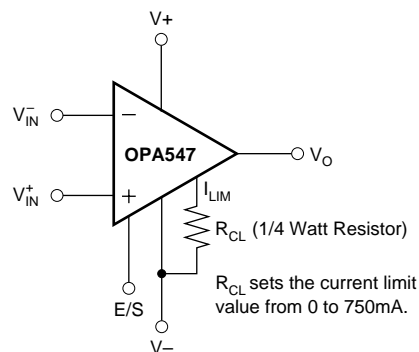 V+
V–IN
–
OPA547
VO
V+IN
+
ILIM
RCL (1/4 Watt Resistor)
RCL sets the current limit
value from 0 to 750mA.
E/S
V–